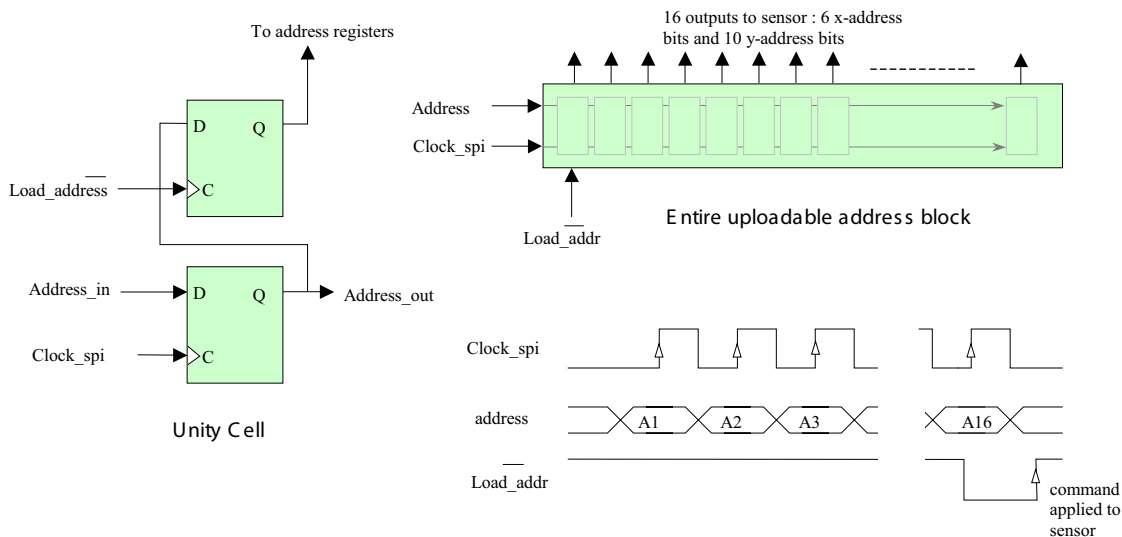 To address registers
D
Q
Load_address
C
Address_in
D
Q
Address_out
Clock_spi
C
Unity Cell
16 outputs to sensor : 6 x-address
bits and 10 y-address bits
Address
Clock_spi
Load_addr
Entire uploadable address block
Clock_spi
address
A1
A2
A3
A16
Load_addr
command
applied to
sensor